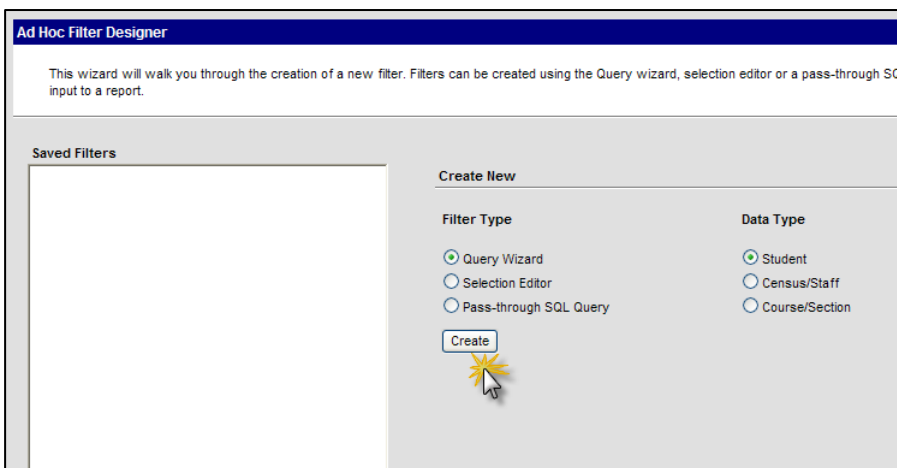 Ad Hoc Filter Designer
This wizard will walk you through the creation of a new filter. Filters can be created using the Query wizard, selection editor or a pass-through
input to a report.
Saved Filters
Create New
Filter Type
Data Type
Query Wizard
Student
Selection Editor
Census/Staff
Pass-through SQL Query
Course/Section
Create